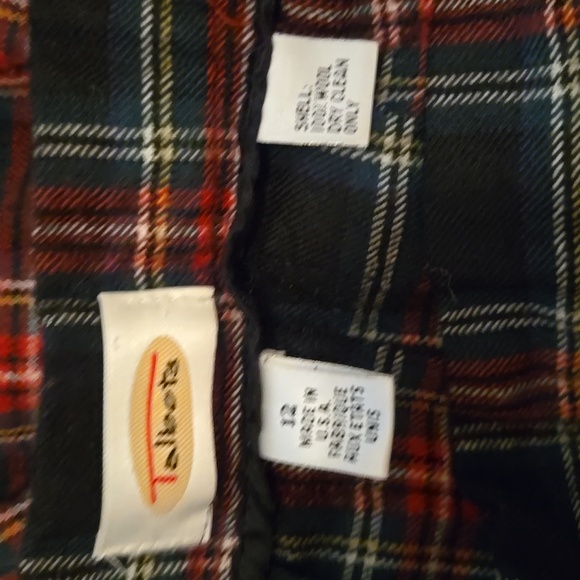 Talbots
12
MADE IN
U.S.A.
FABRIQUE
AUX ETATS
UNIS
SHELL:
100% WOOL
DRY CLEAN
ONLY